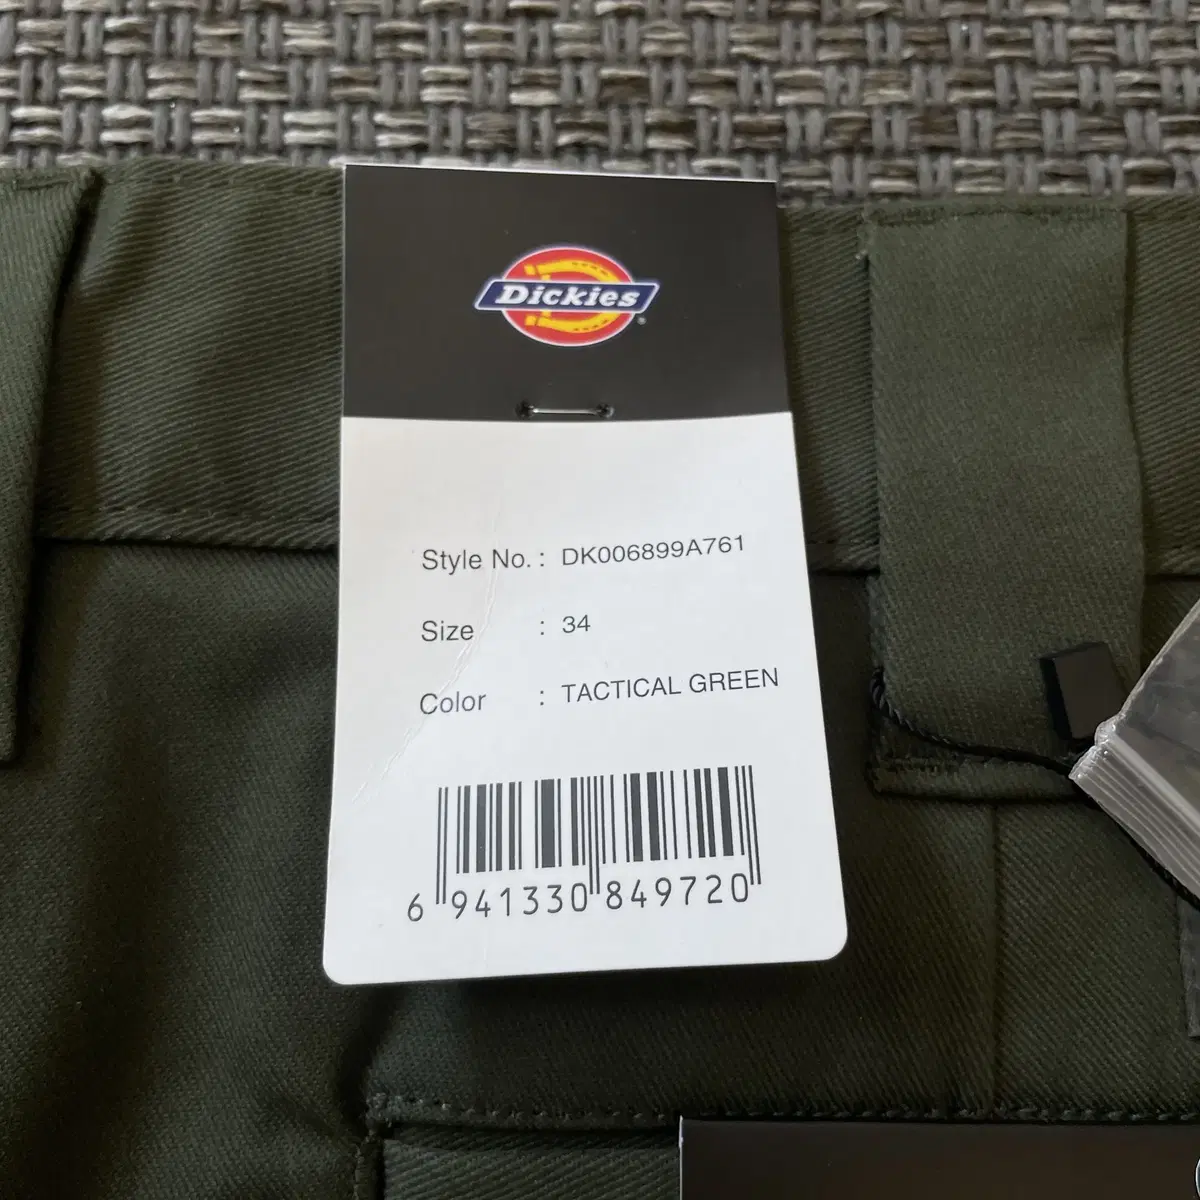 Dickies
Style No. : DK006899A761
Size : 34
Color : TACTICAL GREEN
6 941330 849720